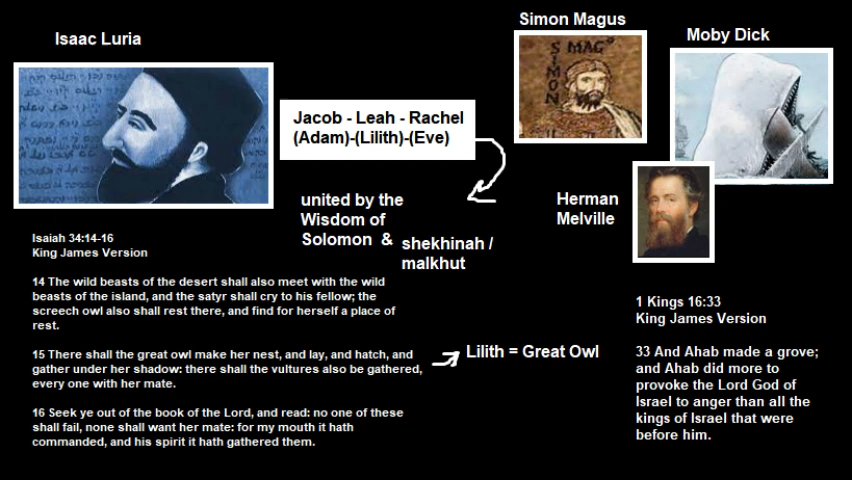 Isaac Luria
Simon Magus
Moby Dick
SIMON MAG
Jacob - Leah - Rachel
(Adam)-(Lilith)-(Eve)
united by the
Wisdom of
Solomon &
shekhinah /
malkhut
Herman
Melville
Isaiah 34:14-16
King James Version
14 The wild beasts of the desert shall also meet with the wild
beasts of the island, and the satyr shall cry to his fellow; the
screech owl also shall rest there, and find for herself a place of
rest.
15 There shall the great owl make her nest, and lay, and hatch, and
gather under her shadow: there shall the vultures also be gathered,
every one with her mate.
16 Seek ye out of the book of the Lord, and read: no one of these
shall fail, none shall want her mate: for my mouth it hath
commanded, and his spirit it hath gathered them.
Lilith = Great Owl
1 Kings 16:33
King James Version
33 And Ahab made a grove;
and Ahab did more to
provoke the Lord God of
Israel to anger than all the
kings of Israel that were
before him.